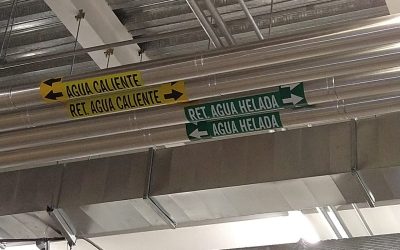 AGUA CALIENTE
RET AGUA CALIENTE
RET. AGUA HELADA
AGUA HELADA